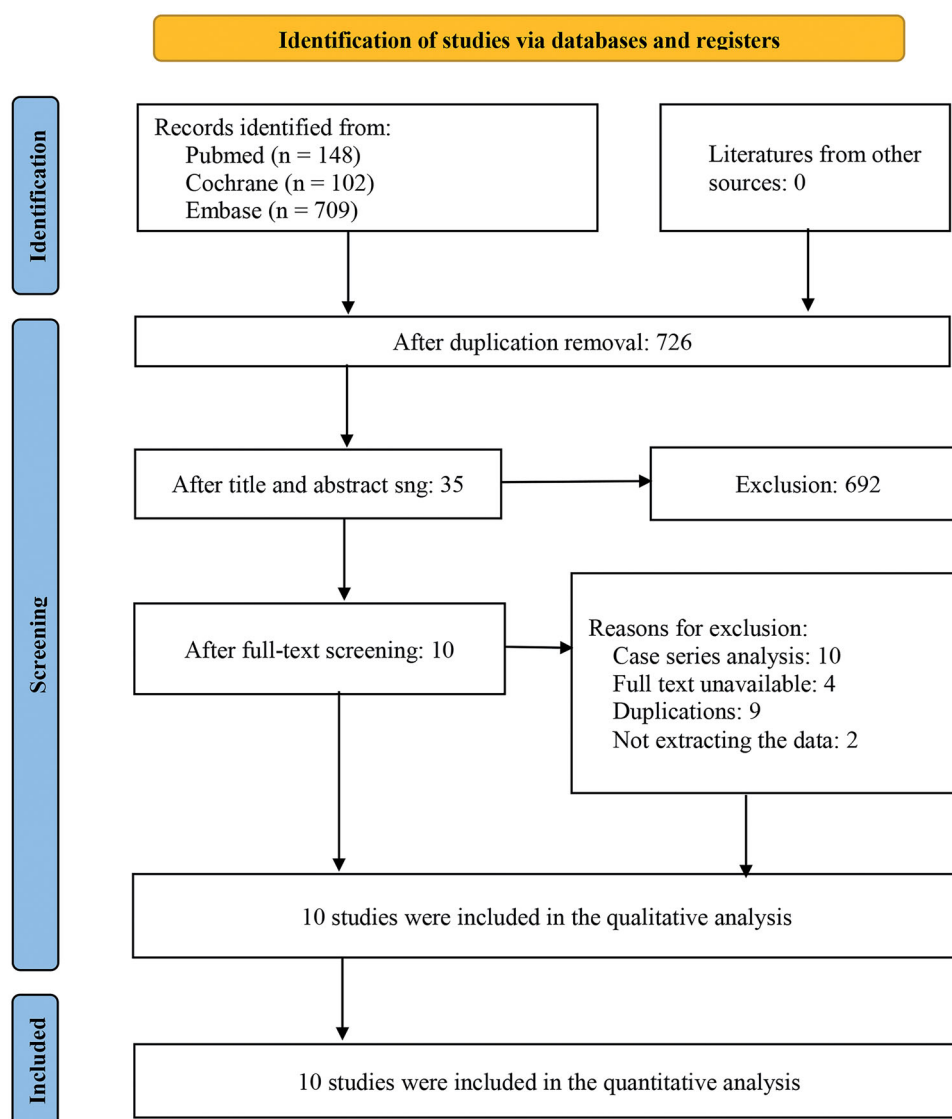 Identification of studies via databases and registers
Identification
Records identified from:
Pubmed (n = 148)
Cochrane (n = 102)
Embase (n = 709)
Literatures from other
sources: 0
Screening
After duplication removal: 726
After title and abstract sng: 35
Exclusion: 692
After full-text screening: 10
Reasons for exclusion:
Case series analysis: 10
Full text unavailable: 4
Duplications: 9
Not extracting the data: 2
10 studies were included in the qualitative analysis
Included
10 studies were included in the quantitative analysis